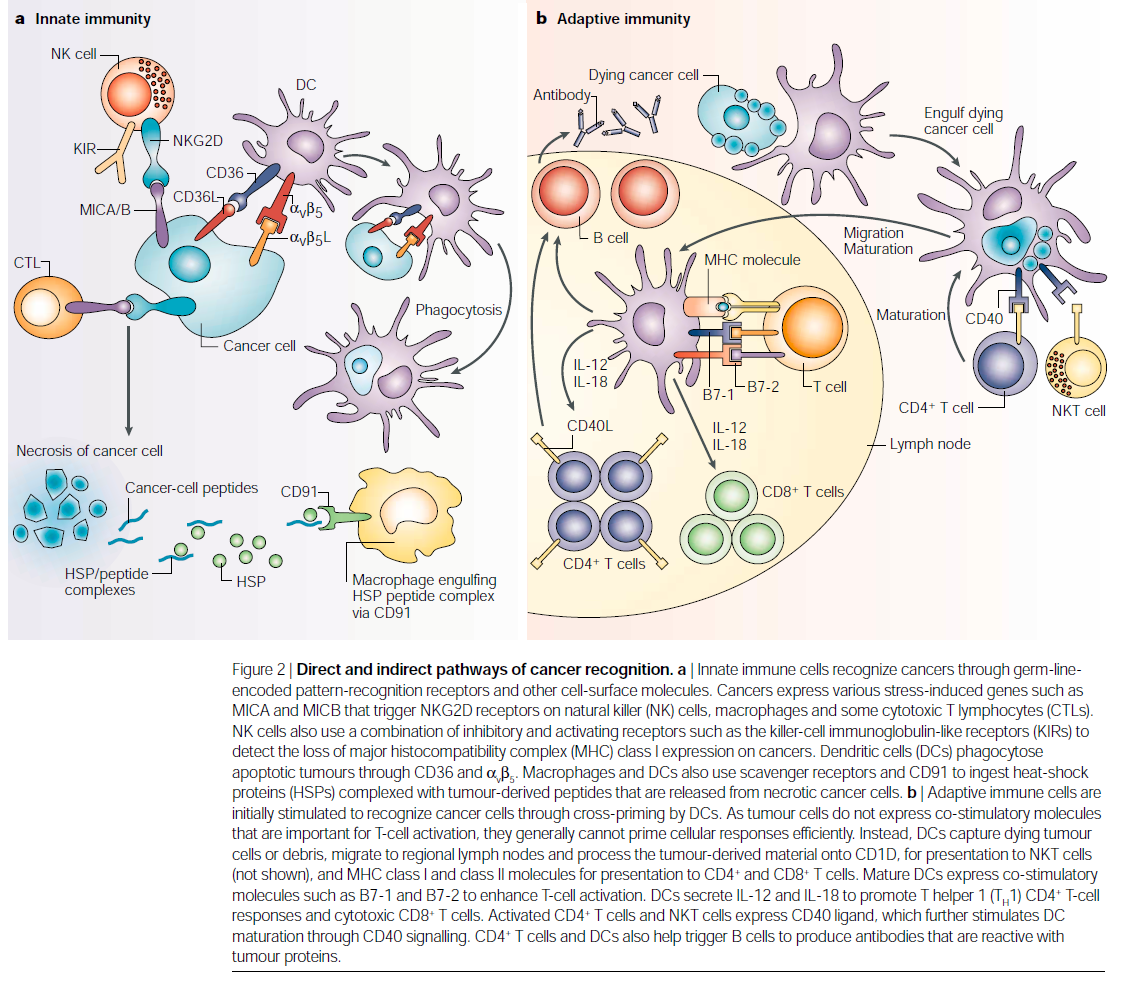 a Innate immunity
NK cell
KIR
NKG2D
MICA/B
CTL
DC
CD36
CD36L
αvβ5
αvβ5L
Cancer cell
Phagocytosis
Necrosis of cancer cell
Cancer-cell peptides
HSP/peptide
complexes
HSP
CD91
Macrophage engulfing
HSP peptide complex
via CD91
b Adaptive immunity
Dying cancer cell
Antibody
Engulf dying
cancer cell
B cell
Migration
Maturation
MHC molecule
Maturation
CD40
IL-12
IL-18
B7-1
B7-2
T cell
CD4+ T cell
NKT cell
CD40L
IL-12
IL-18
Lymph node
CD8+ T cells
CD4+ T cells
Figure 2 | Direct and indirect pathways of cancer recognition. a | Innate immune cells recognize cancers through germ-line-
encoded pattern-recognition receptors and other cell-surface molecules. Cancers express various stress-induced genes such as
MICA and MICB that trigger NKG2D receptors on natural killer (NK) cells, macrophages and some cytotoxic T lymphocytes (CTLs).
NK cells also use a combination of inhibitory and activating receptors such as the killer-cell immunoglobulin-like receptors (KIRs) to
detect the loss of major histocompatibility complex (MHC) class I expression on cancers. Dendritic cells (DCs) phagocytose
apoptotic tumours through CD36 and αvβ5. Macrophages and DCs also use scavenger receptors and CD91 to ingest heat-shock
proteins (HSPs) complexed with tumour-derived peptides that are released from necrotic cancer cells. b | Adaptive immune cells are
initially stimulated to recognize cancer cells through cross-priming by DCs. As tumour cells do not express co-stimulatory molecules
that are important for T-cell activation, they generally cannot prime cellular responses efficiently. Instead, DCs capture dying tumour
cells or debris, migrate to regional lymph nodes and process the tumour-derived material onto CD1D, for presentation to NKT cells
(not shown), and MHC class I and class II molecules for presentation to CD4+ and CD8+ T cells. Mature DCs express co-stimulatory
molecules such as B7-1 and B7-2 to enhance T-cell activation. DCs secrete IL-12 and IL-18 to promote T helper 1 (TH1) CD4+ T-cell
responses and cytotoxic CD8+ T cells. Activated CD4+ T cells and NKT cells express CD40 ligand, which further stimulates DC
maturation through CD40 signalling. CD4+ T cells and DCs also help trigger B cells to produce antibodies that are reactive with
tumour proteins.